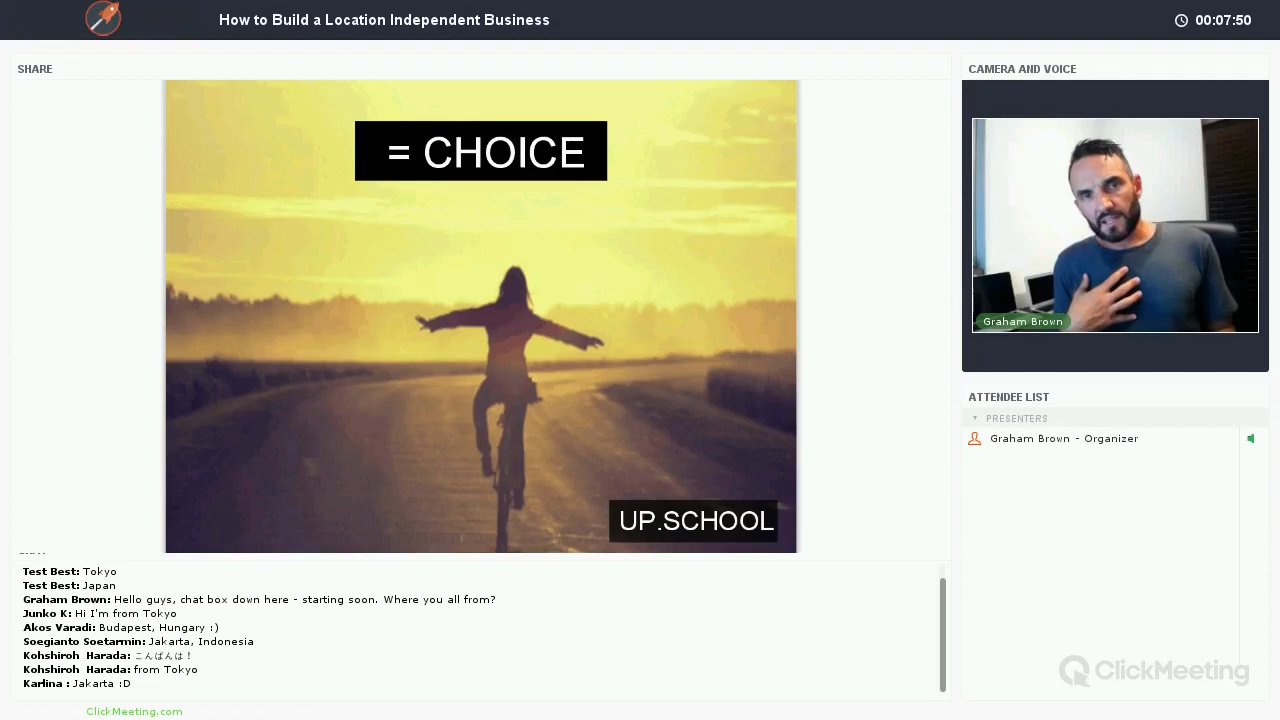 How to Build a Location Independent Business
00:07:50
SHARE
= CHOICE
UP.SCHOOL
CAMERA AND VOICE
Graham Brown
ATTENDEE LIST
PRESENTERS
Graham Brown - Organizer
Test Best: Tokyo
Test Best: Japan
Graham Brown: Hello guys, chat box down here - starting soon. Where you all from?
Junko K: Hi I'm from Tokyo
Akos Varadi: Budapest, Hungary :)
Soegianto Soetarmin: Jakarta, Indonesia
Kohshiroh Harada: こんばんは！
Kohshiroh Harada: from Tokyo
Karlina : Jakarta :D
ClickMeeting
ClickMeeting.com